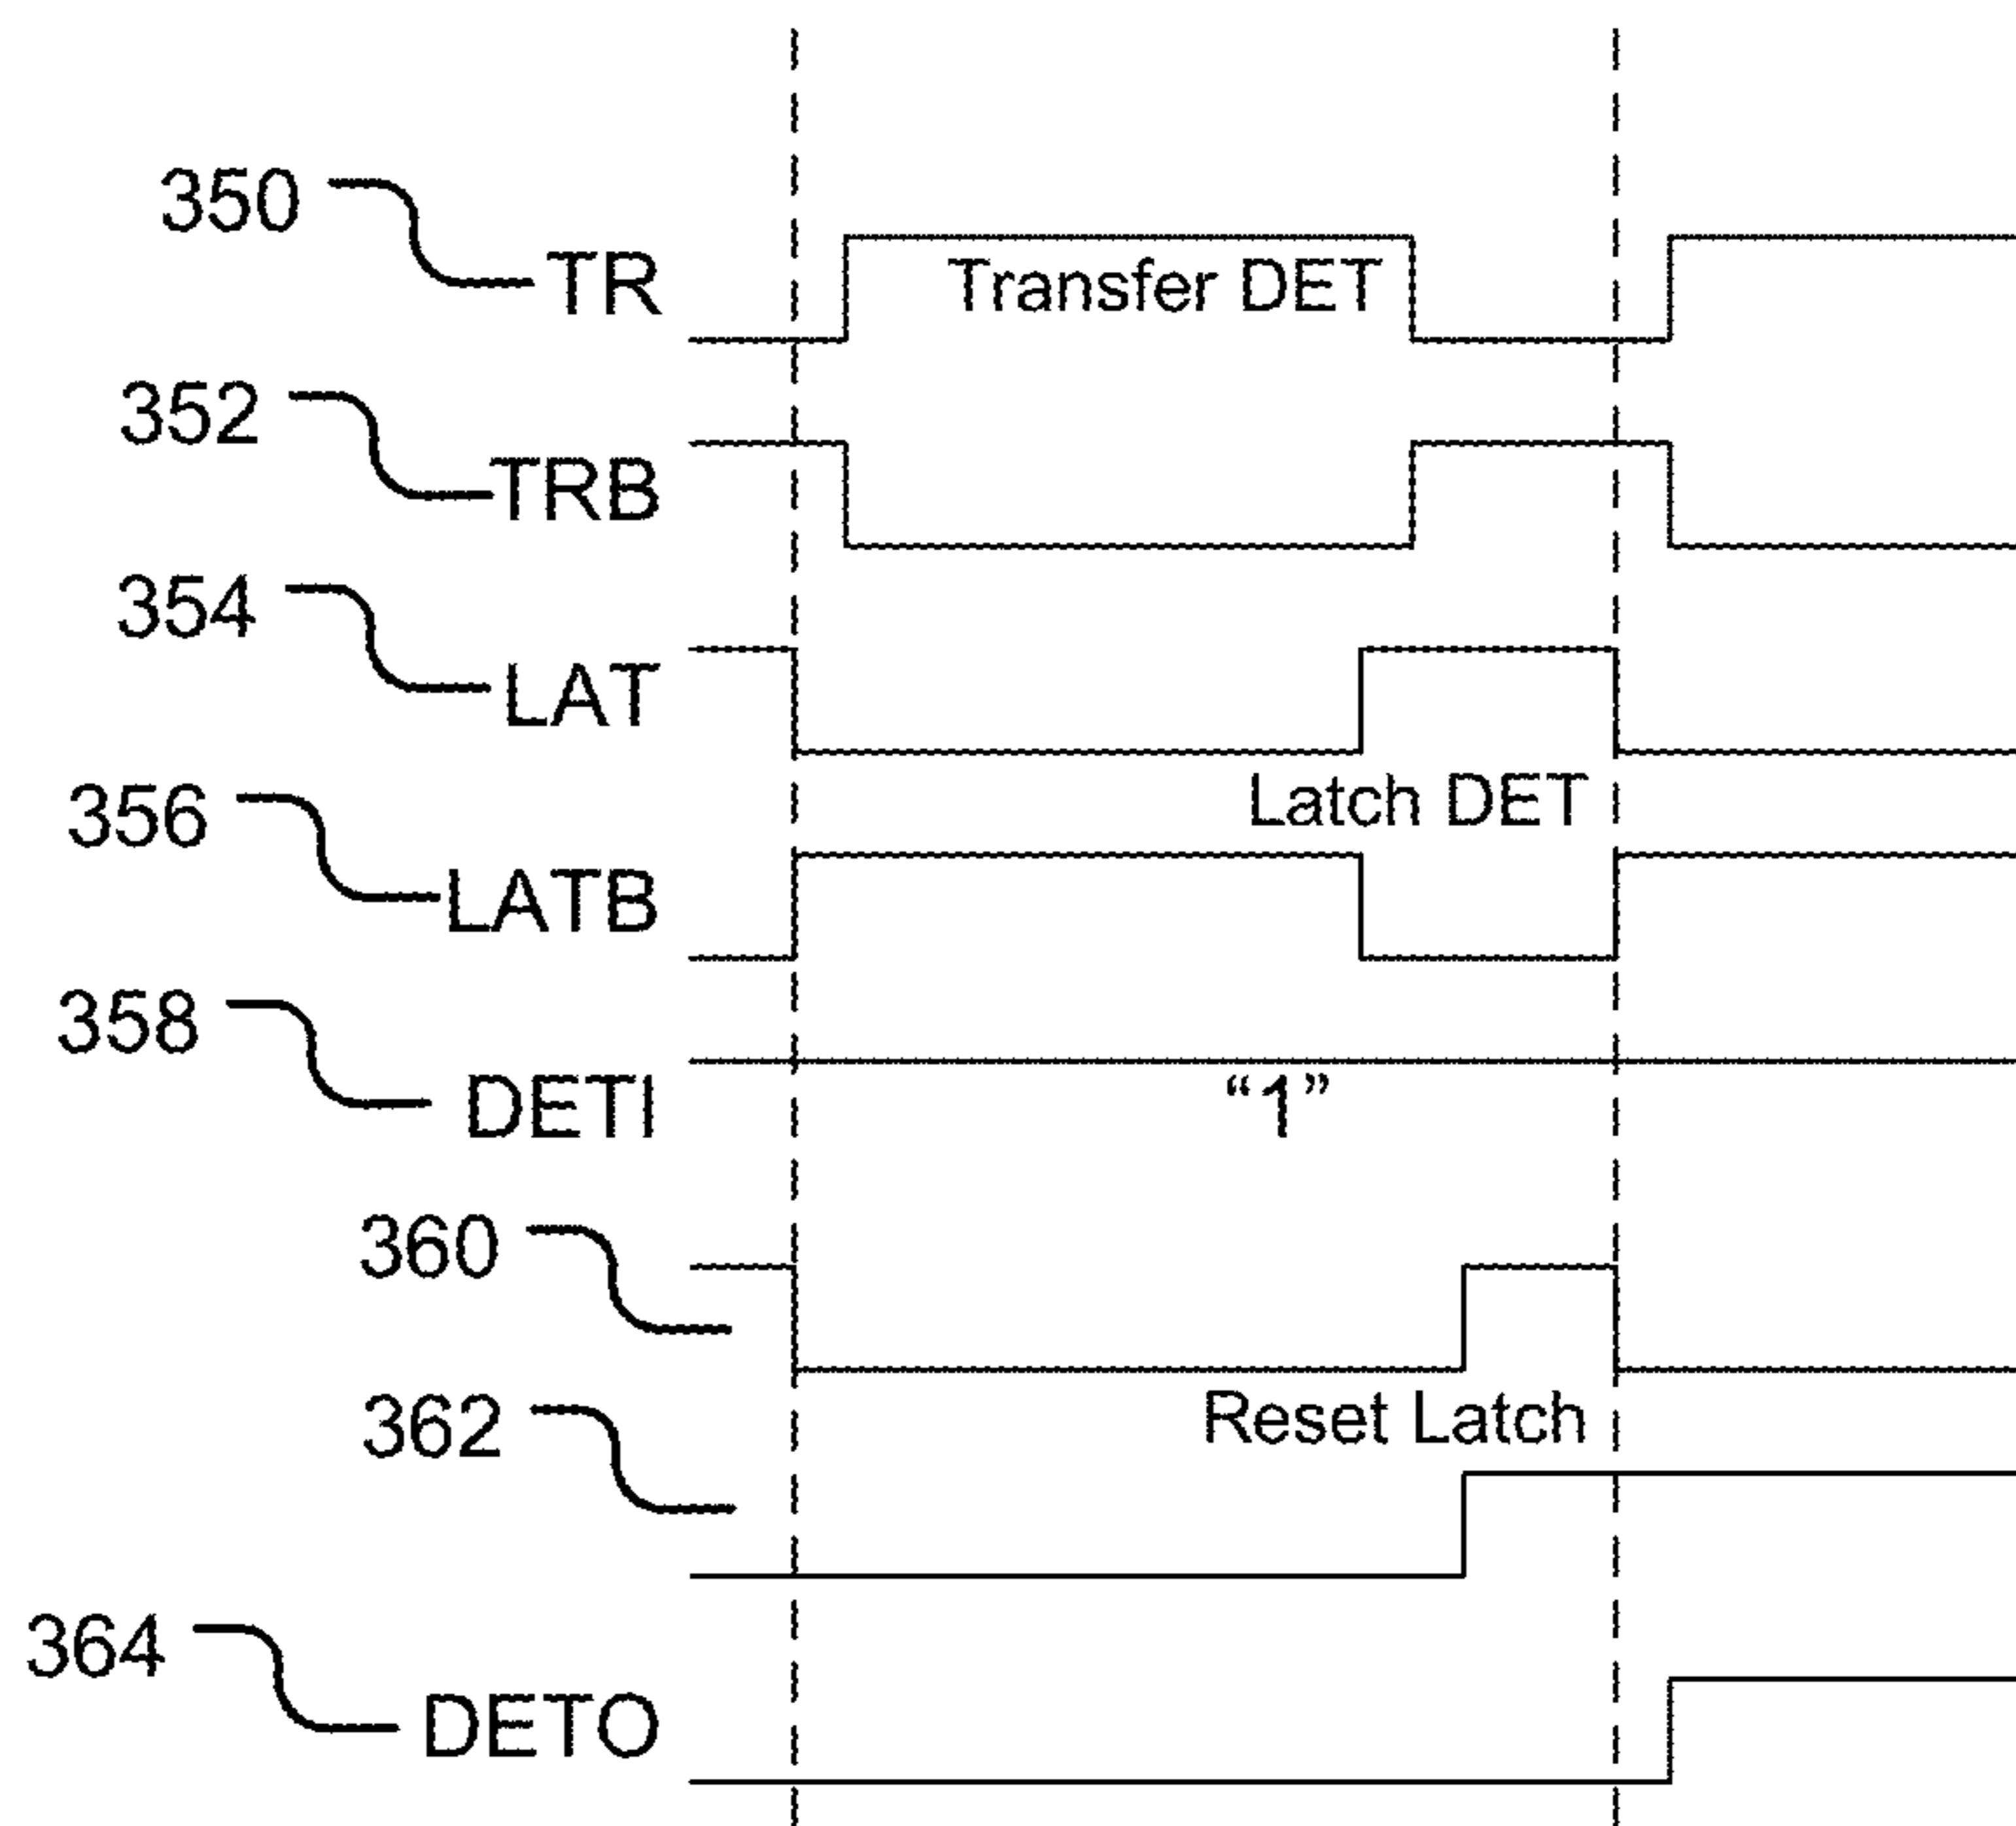 350
TR
Transfer DET
352
TRB
354
LAT
Latch DET
356
LATB
358
DETI
“1”
360
Reset Latch
362
364
DETO